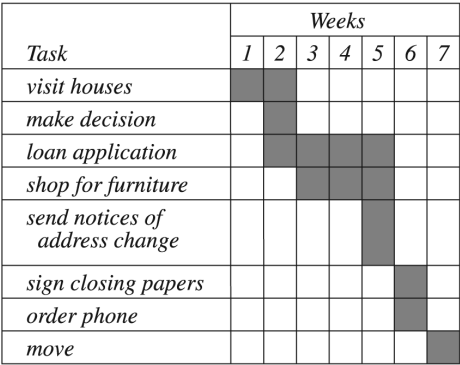 Weeks
Task 1 2 3 4 5 6 7
visit houses
make decision
loan application
shop for furniture
send notices of
address change
sign closing papers
order phone
move